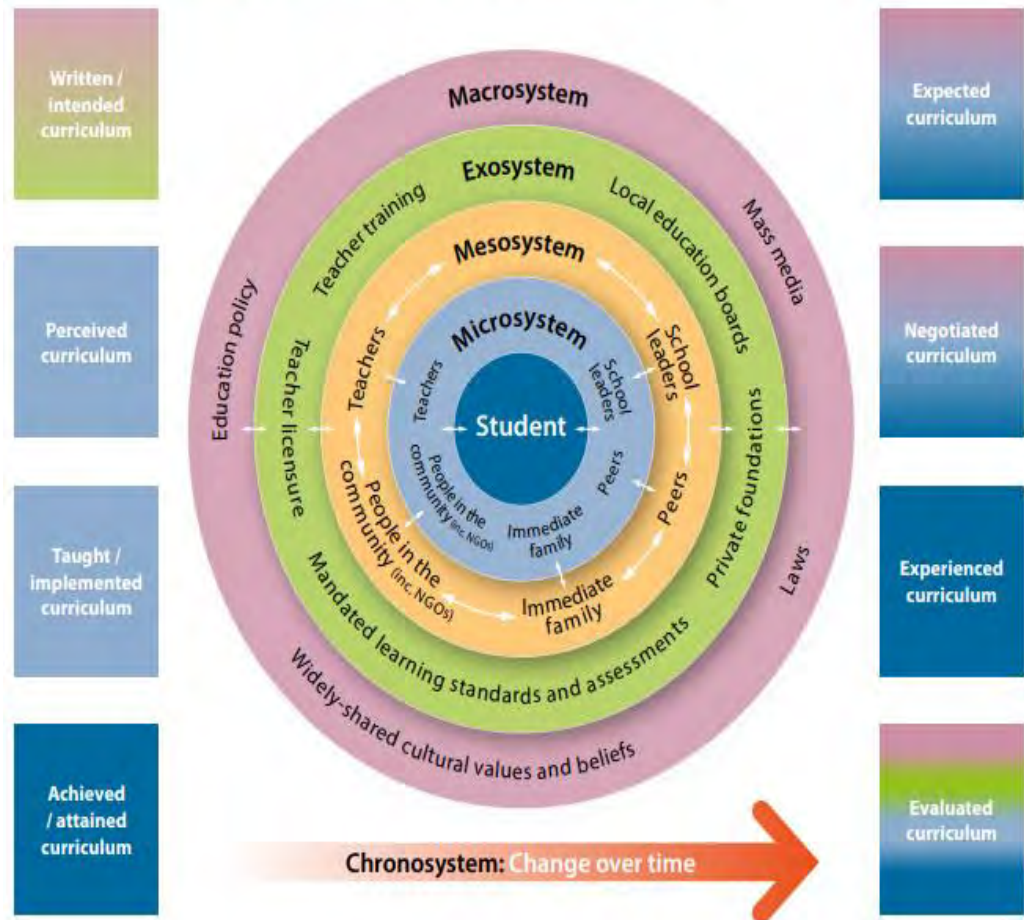 Written /
intended
curriculum
Perceived
curriculum
Taught /
implemented
curriculum
Achieved
/ attained
curriculum
Macrosystem
Education policy
Mass media
Laws
Widely-shared cultural values and beliefs
Exosystem
Teacher training
Local education boards
Teacher licensure
Private foundations
Mandated learning standards and assessments
Mesosystem
Teachers
School
leaders
People in the
community (inc. NGOs)
Peers
Immediate
family
Microsystem
Teachers
School
leaders
People in the
community (inc. NGOs)
Peers
Immediate
family
Student
Chronosystem: Change over time
Expected
curriculum
Negotiated
curriculum
Experienced
curriculum
Evaluated
curriculum